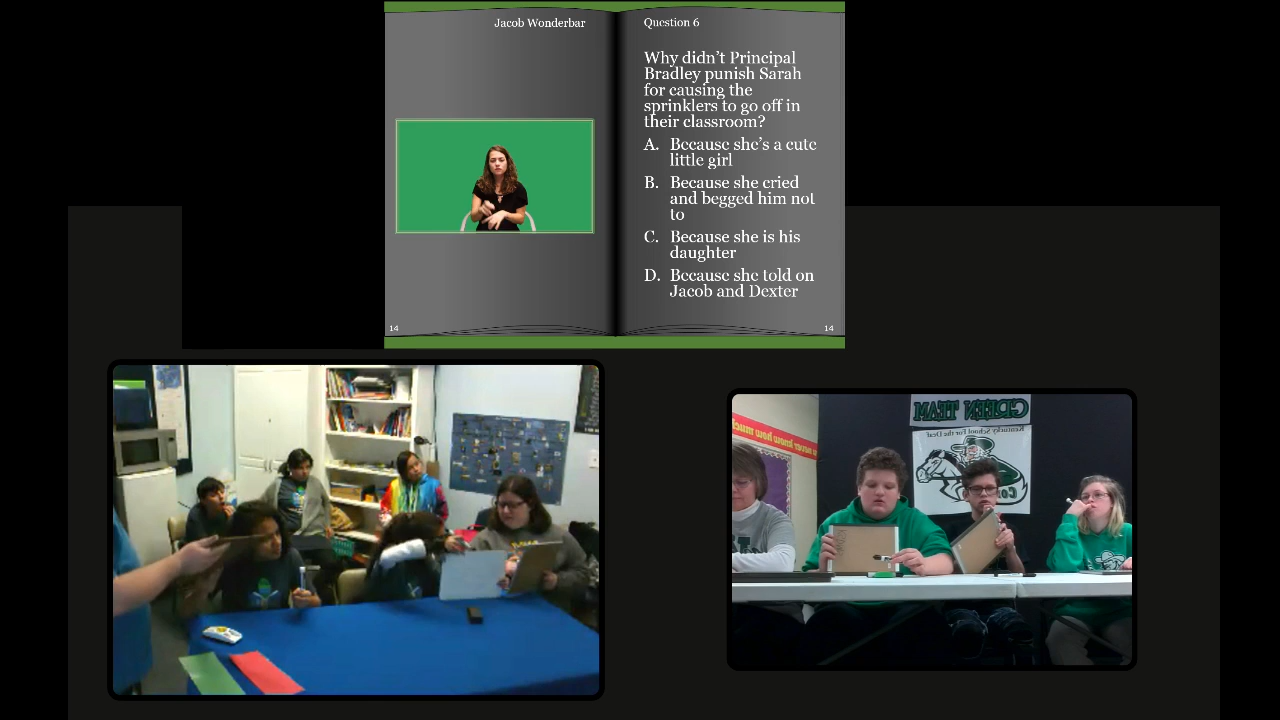 Jacob Wonderbar
Question 6
Why didn't Principal
Bradley punish Sarah
for causing the
sprinklers to go off in
their classroom?
A. Because she's a cute
little girl
B. Because she cried
and begged him not
to
C. Because she is his
daughter
D. Because she told on
Jacob and Dexter
14
14
GREEN TEAM
Kentucky School For the Deaf